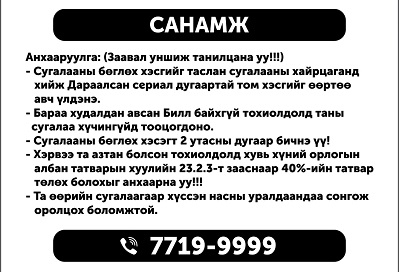 САНАМЖ
Анхааруулга: (Заавал уншиж танилцана уу!!!)
- Сугалааны бөглөх хэсгийг таслан сугалааны хайрцаганд
хийж Дараалсан сериал дугаартай том хэсгийг өөртөө
авч үлдэнэ.
- Бараа худалдан авсан Билл байхгүй тохиолдолд таны
сугалаа хүчингүйд тооцогдоно.
- Сугалааны бөглөх хэсэгт 2 утасны дугаар бичнэ үү!
- Хэрвээ та азтан болсон тохиолдолд хувь хүний орлогын
албан татварын хуулийн 23.2.3-т зааснаар 40%-ийн татвар
төлөх болохыг анхаарна уу!!!
- Та өөрийн сугалаагаар хүссэн насны уралдаандаа сонгож
оролцох боломжтой.
7719-9999